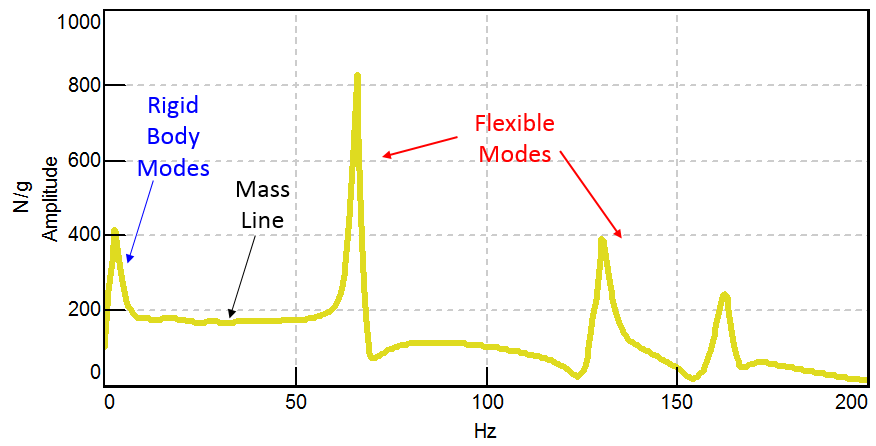 1000
800
600
400
200
0
N/g
Amplitude
Rigid
Body
Modes
Mass
Line
Flexible
Modes
0
50
100
150
200
Hz